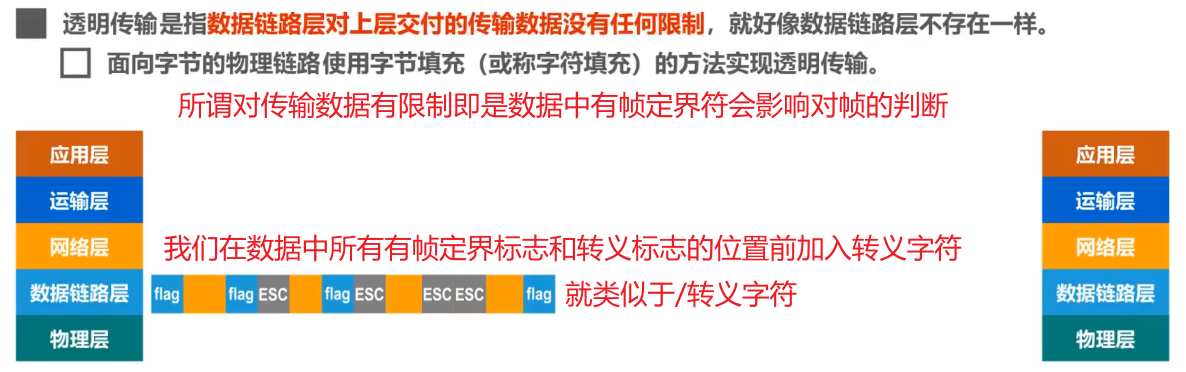 透明传输是指数据链路层对上层交付的传输数据没有任何限制，就好像数据链路层不存在一样。
面向字节的物理链路使用字节填充（或称字符填充）的方法实现透明传输。
所谓对传输数据有限制即是数据中有帧定界符会影响对帧的判断
应用层
应用层
运输层
运输层
网络层
我们在数据中所有有帧定界标志和转义标志的位置前加入转义字符
网络层
数据链路层
flag flag ESC flag ESC ESC ESC flag
就类似于/转义字符
数据链路层
物理层
物理层